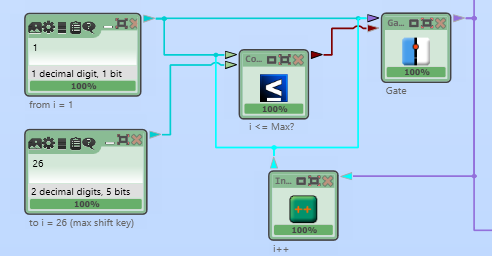 1
1 decimal digit, 1 bit
100%
from i = 1
Co...
100%
i <= Max?
Ga...
100%
Gate
26
2 decimal digits, 5 bits
100%
to i = 26 (max shift key)
In...
++
100%
i++